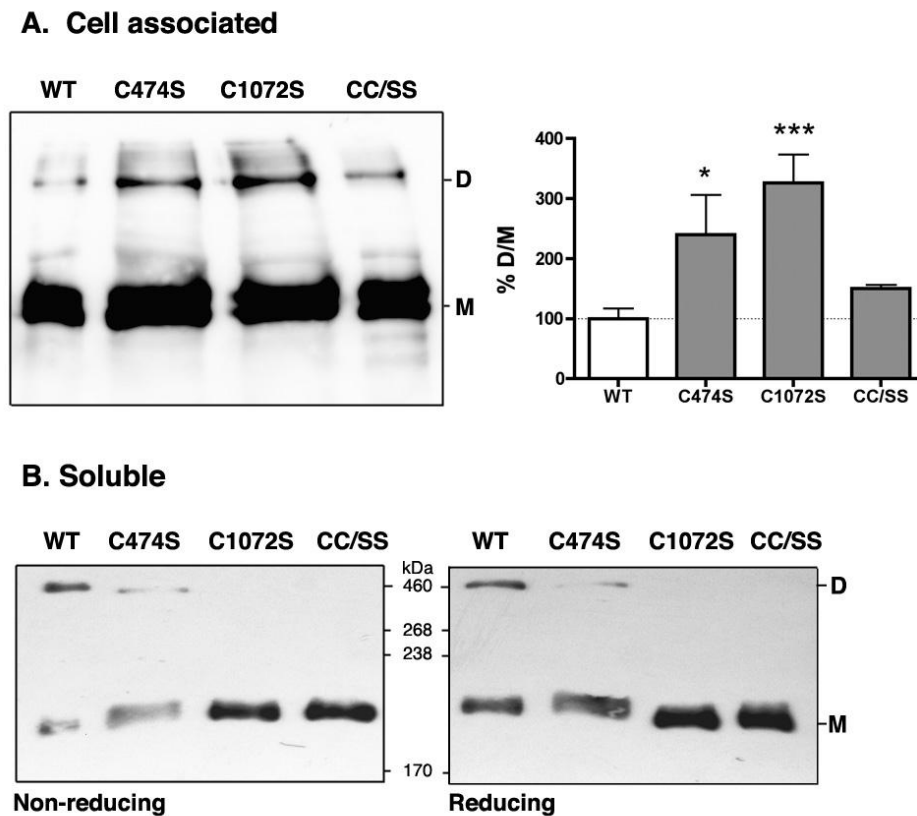 A. Cell associated
WT C474S C1072S CC/SS
D
M
% D/M
400
300
200
100
0
* ***
WT C474S C1072S CC/SS
B. Soluble
WT C474S C1072S CC/SS
kDa
460
268
238
170
WT C474S C1072S CC/SS
D
M
Non-reducing
Reducing